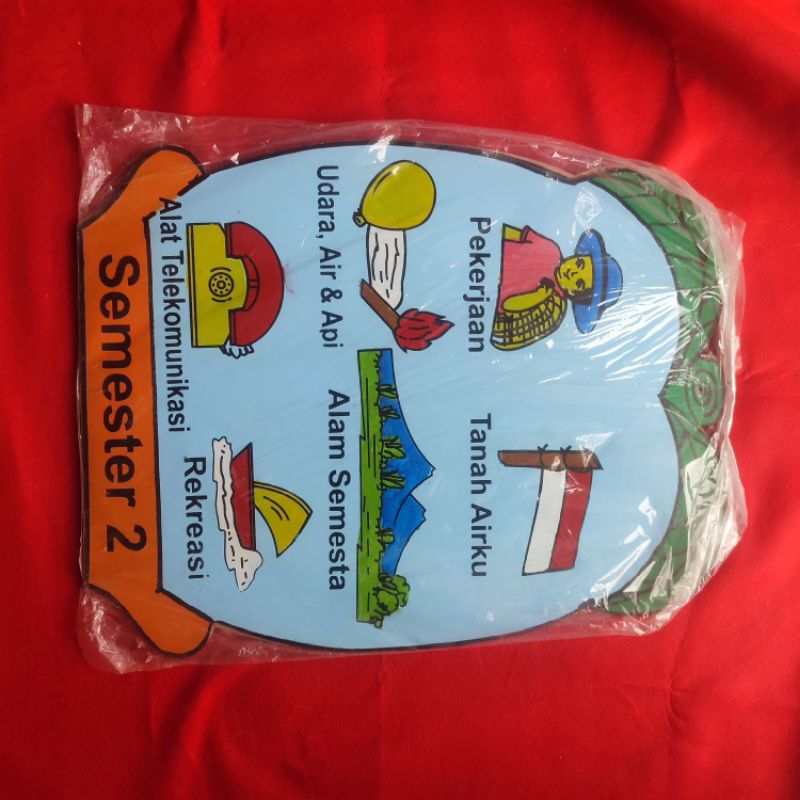 Pekerjaan
Tanah Airku
Udara, Air & Api
Alam Semesta
Alat Telekomunikasi
Rekreasi
Semester 2